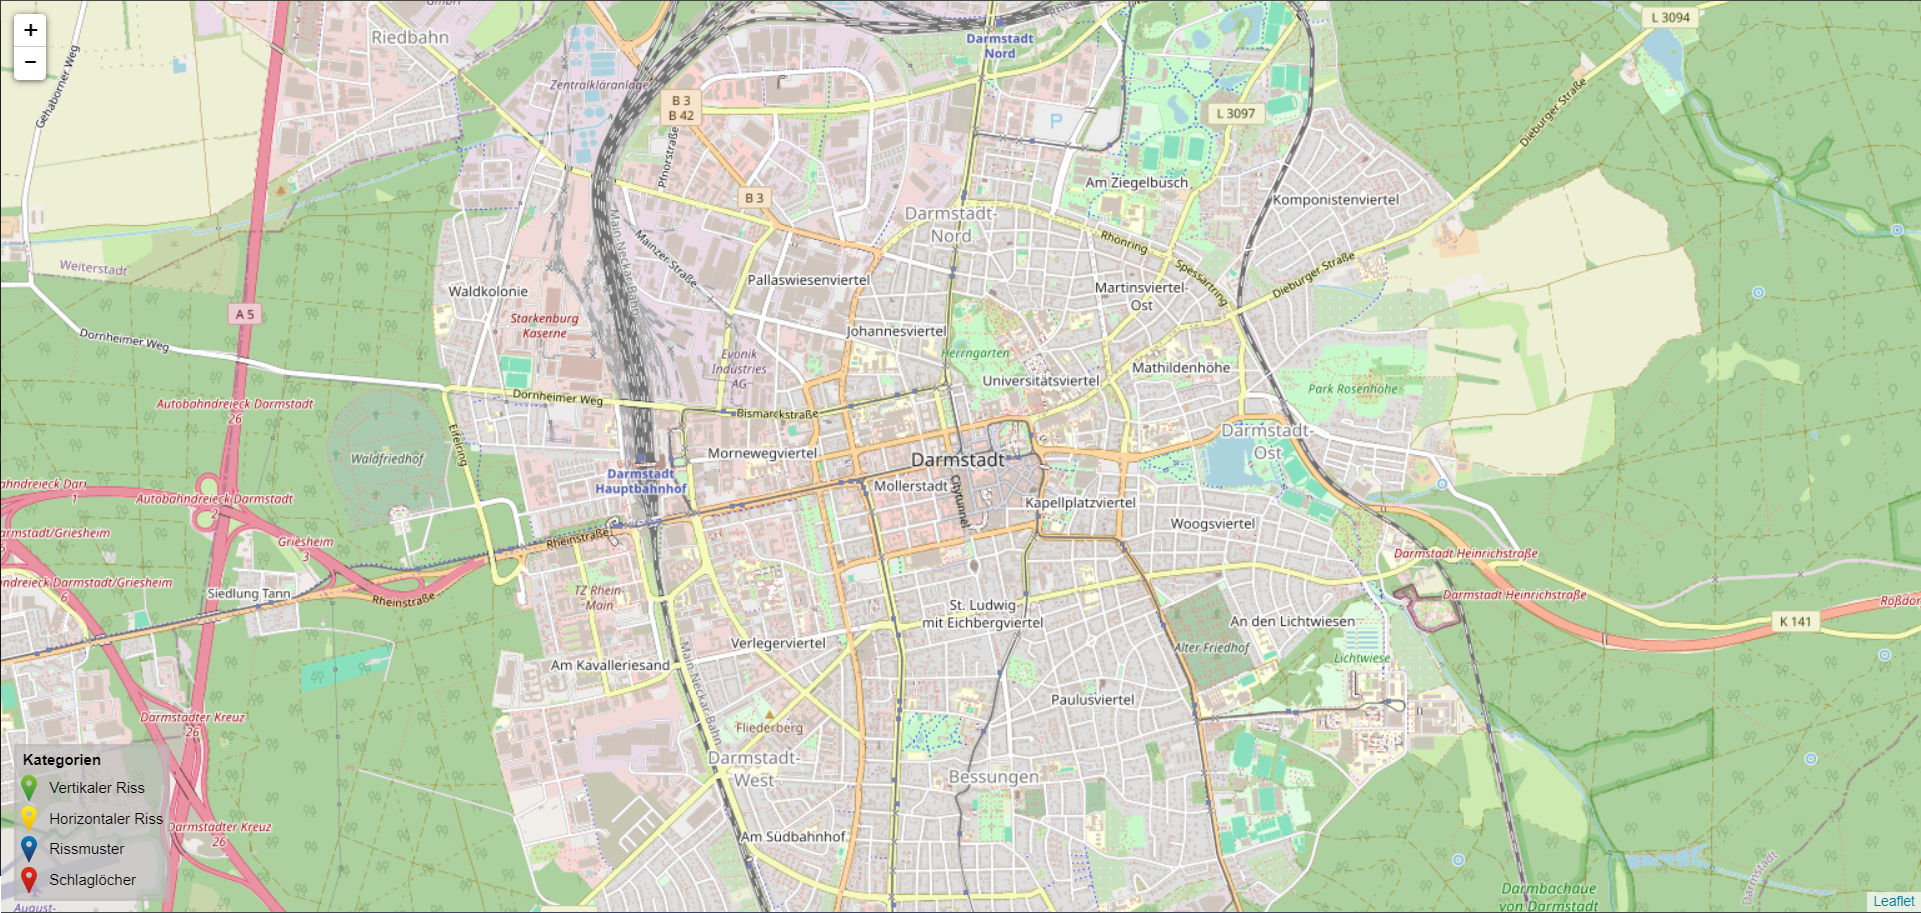 +
−
Riedbahn
Gehaborner Weg
Zentralkläranlage
Darmstadt
Nord
L 3094
B 3
B 42
L 3097
Dieburger Straße
Pfnorstraße
Am Ziegelbusch
B 3
Komponistenviertel
Darmstadt-
Nord
Main-Neckar-Bahn
Mainzer Straße
Rhönring
Spessartring
Weiterstadt
Dieburger Straße
Pallaswiesenviertel
Waldkolonie
Martinsviertel-
Ost
A 5
Starkenburg
Kaserne
Johannesviertel
Dornheimer Weg
Evonik
Industries
AG
Herrngarten
Universitätsviertel
Mathildenhöhe
Park Rosenhöhe
Dornheimer Weg
Autobahndreieck Darmstadt
26
Bismarckstraße
Eifelring
Darmstadt-
Ost
Waldfriedhof
Mornewegviertel
Darmstadt
Darmstadt
Hauptbahnhof
Mollerstadt
Citytunnel
1
Autobahndreieck Darmstadt
2
Kapellplatzviertel
Woogsviertel
Rheinstraße
Griesheim
3
Darmstadt Heinrichstraße
6
Siedlung Tann
Rheinstraße
TZ Rhein-
Main
Darmstadt Heinrichstraße
St. Ludwig
mit Eichbergviertel
An den Lichtwiesen
K 141
Verlegerviertel
Alter Friedhof
Lichtwiese
Am Kavalleriesand
Main-Neckar-Bahn
Paulusviertel
Darmstädter Kreuz
26
Fliederberg
Darmstadt-
West
Bessungen
Kategorien
Vertikaler Riss
Horizontaler Riss
Rissmuster
Schlaglöcher
Darmstädter Kreuz
26
Am Südbahnhof
Darmstadt
Darmbachaue
von Darmstadt
August-
P
Leaflet